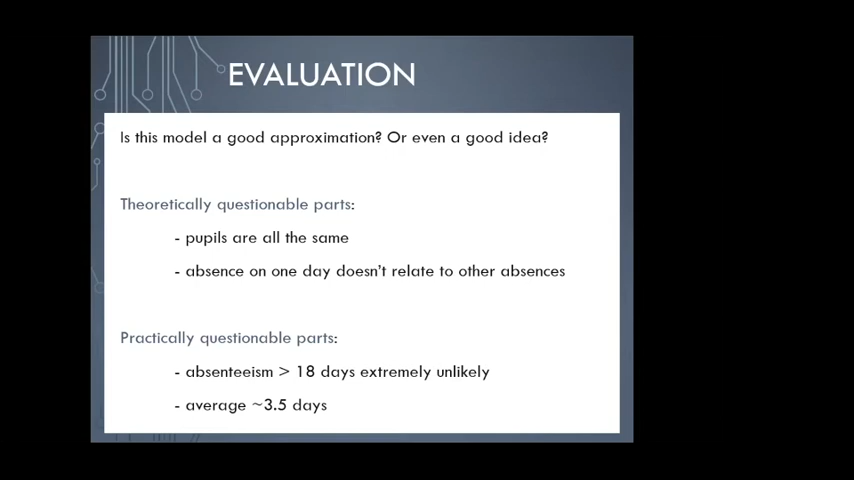 EVALUATION
Is this model a good approximation? Or even a good idea?
Theoretically questionable parts:
- pupils are all the same
- absence on one day doesn't relate to other absences
Practically questionable parts:
- absenteeism > 18 days extremely unlikely
- average ~3.5 days